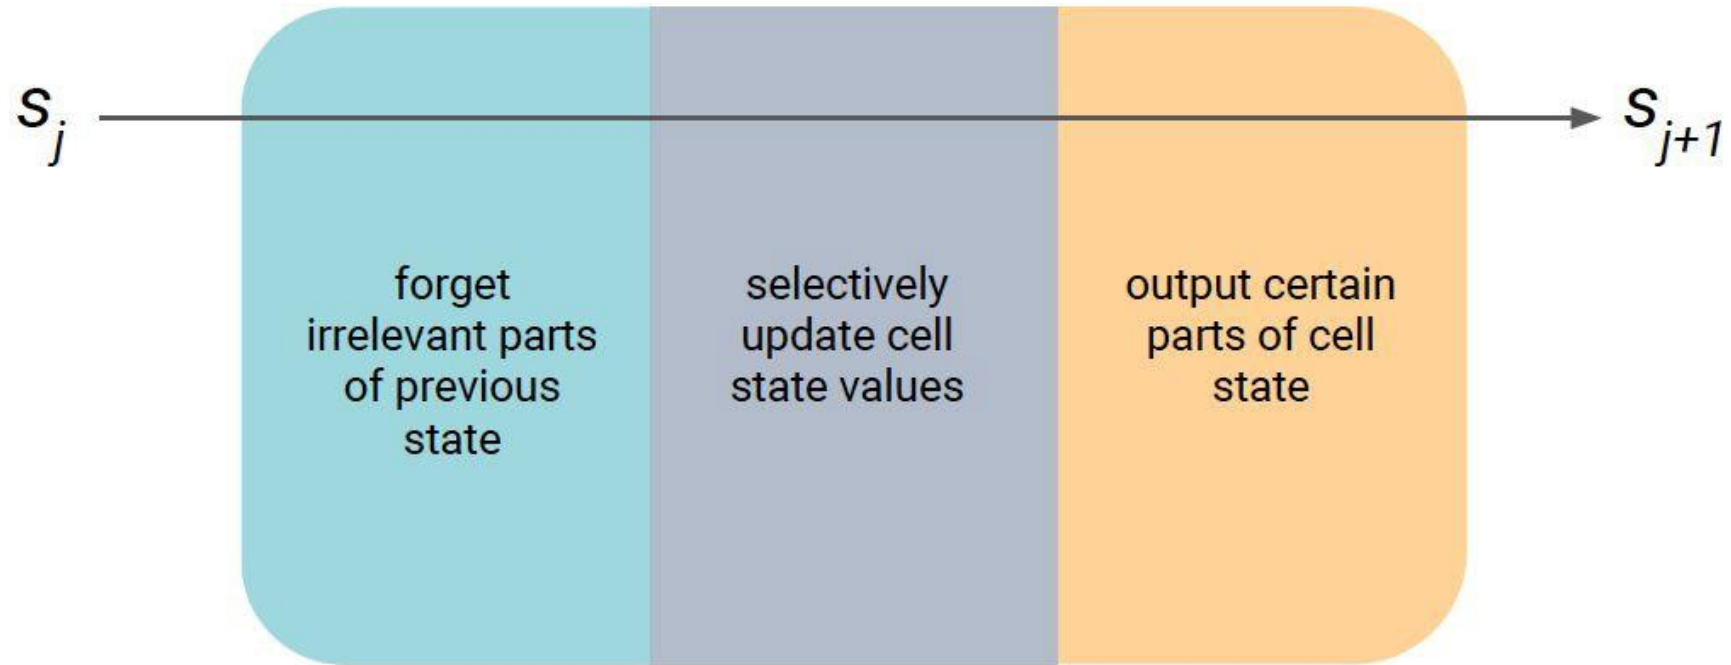 s_j
s_{j+1}
forget
irrelevant parts
of previous
state
selectively
update cell
state values
output certain
parts of cell
state